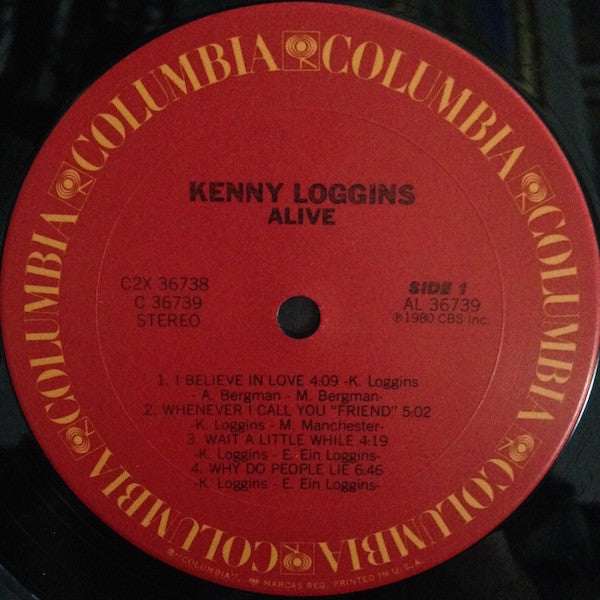 COLUMBIA COLUMBIA COLUMBIA COLUMBIA COLUMBIA COLUMBIA
KENNY LOGGINS
ALIVE
C2X 36738
C 36739
STEREO
SIDE 1
AL 36739
℗1980 CBS Inc.
1. I BELIEVE IN LOVE 4:09 -K. Loggins
- A. Bergman - M. Bergman-
2. WHENEVER I CALL YOU "FRIEND" 5:02
-K. Loggins - M. Manchester-
3. WAIT A LITTLE WHILE 4:19
-K. Loggins - E. Ein Loggins-
4. WHY DO PEOPLE LIE 6:46
-K. Loggins - E. Ein Loggins-
"COLUMBIA", MARCAS REG. PRINTED IN U.S.A.